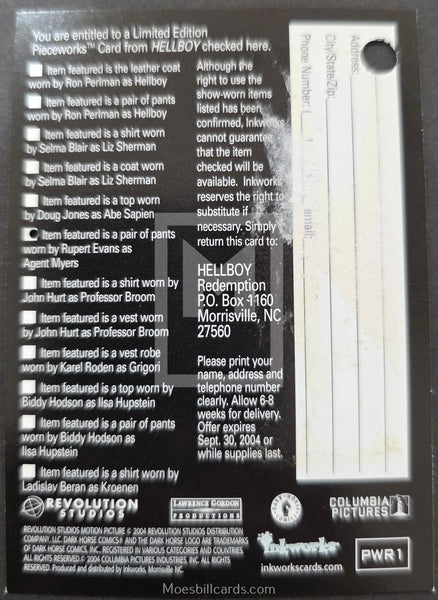 You are entitled to a Limited Edition
Pieceworks™ Card from HELLBOY checked here.
Item featured is the leather coat
worn by Ron Perlman as Hellboy
Item featured is a pair of pants
worn by Ron Perlman as Hellboy
Item featured is a shirt worn
by Selma Blair as Liz Sherman
Item featured is a coat worn
by Selma Blair as Liz Sherman
Item featured is a top worn
by Doug Jones as Abe Sapien
Item featured is a pair of pants
worn by Rupert Evans as
Agent Myers
Item featured is a shirt worn by
John Hurt as Professor Broom
Item featured is a vest worn
by John Hurt as Professor Broom
Item featured is a vest robe
worn by Karel Roden as Grigori
Item featured is a top worn by
Biddy Hodson as Ilsa Hupstein
Item featured is a pair of pants
worn by Biddy Hodson as
Ilsa Hupstein
Item featured is a shirt worn by
Ladislav Beran as Kroenen
Although the
right to use the
show-worn items
listed has been
confirmed, Inkworks
cannot guarantee
that the item
checked will be
available. Inkworks
reserves the right to
substitute if
necessary. Simply
return this card to:
HELLBOY
Redemption
P.O. Box 1160
Morrisville, NC
27560
Please print your
name, address and
telephone number
clearly. Allow 6-8
weeks for delivery.
Offer expires
Sept. 30, 2004 or
while supplies last.
Address:
City/State/Zip:
Phone Number: (
email:
REVOLUTION
STUDIOS
LAWRENCE GORDON
PRODUCTIONS
COLUMBIA
PICTURES
REVOLUTION STUDIOS MOTION PICTURE © 2004 REVOLUTION STUDIOS DISTRIBUTION
COMPANY, LLC. DARK HORSE COMICS® AND THE DARK HORSE LOGO ARE TRADEMARKS
OF DARK HORSE COMICS, INC., REGISTERED IN VARIOUS CATEGORIES AND COUNTRIES.
ALL RIGHTS RESERVED. © 2004 COLUMBIA PICTURES INDUSTRIES, INC. ALL RIGHTS
RESERVED. Produced and distributed by Inkworks, Morrisville NC
inkworks
inkworkscards.com
PWR1
Moesbillcards.com